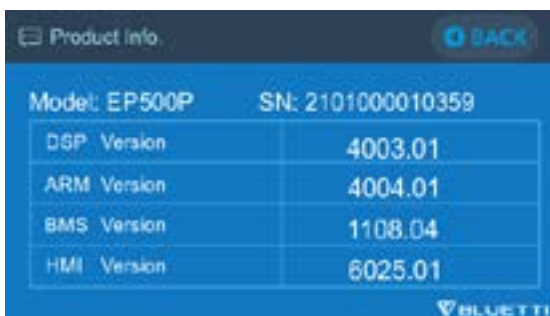 Product Info.
BACK
Model: EP500P SN: 2101000010359
DSP Version 4003.01
ARM Version 4004.01
BMS Version 1108.04
HMI Version 6025.01
BLUETTI